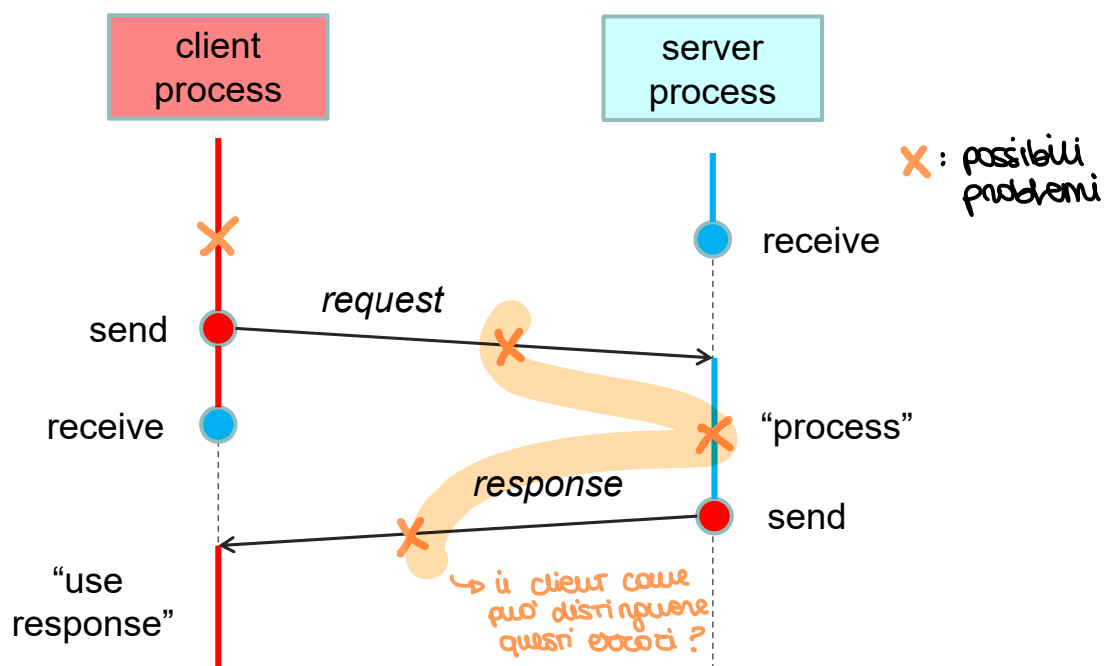 client
process
server
process
X : possibili
problemi
receive
request
send
receive
“process”
response
send
“use
response”
↳ il client come
può distinguere
questi errori ?